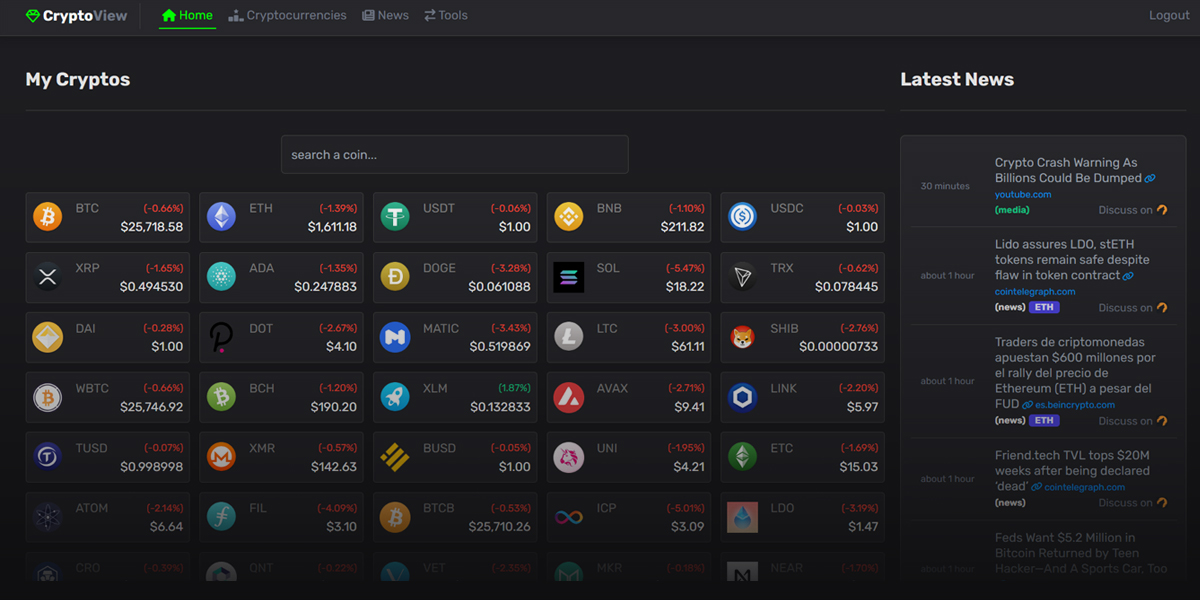 CryptoView
Home
Cryptocurrencies
News
Tools
Logout
My Cryptos
Latest News
search a coin...
BTC (-0.66%)
$25,718.58
ETH (-1.39%)
$1,611.18
USDT (-0.06%)
$1.00
BNB (-1.10%)
$211.82
USDC (-0.03%)
$1.00
XRP (-1.65%)
$0.494530
ADA (-1.35%)
$0.247883
DOGE (-3.28%)
$0.061088
SOL (-5.47%)
$18.22
TRX (-0.62%)
$0.078445
DAI (-0.28%)
$1.00
DOT (-2.67%)
$4.10
MATIC (-3.43%)
$0.519869
LTC (-3.00%)
$61.11
SHIB (-2.76%)
$0.00000733
WBTC (-0.66%)
$25,746.92
BCH (-1.20%)
$190.20
XLM (1.87%)
$0.132833
AVAX (-2.71%)
$9.41
LINK (-2.20%)
$5.97
TUSD (-0.07%)
$0.998998
XMR (-0.57%)
$142.63
BUSD (-0.05%)
$1.00
UNI (-1.95%)
$4.21
ETC (-1.69%)
$15.03
ATOM (-2.14%)
$6.64
FIL (-4.09%)
$3.10
BTCB (-0.53%)
$25,710.26
ICP (-5.01%)
$3.09
LDO (-3.19%)
$1.47
CRO (-0.39%)
QNT (-0.22%)
VET (-2.35%)
MKR (-0.18%)
NEAR (-1.70%)
30 minutes
Crypto Crash Warning As
Billions Could Be Dumped
youtube.com
(media) Discuss on
about 1 hour
Lido assures LDO, stETH
tokens remain safe despite
flaw in token contract
cointelegraph.com
(news) ETH Discuss on
about 1 hour
Traders de criptomonedas
apuestan $600 millones por
el rally del precio de
Ethereum (ETH) a pesar del
FUD es.beincrypto.com
(news) ETH Discuss on
about 1 hour
Friend.tech TVL tops $20M
weeks after being declared
‘dead’ cointelegraph.com
(news) Discuss on
about 1 hour
Feds Want $5.2 Million in
Bitcoin Returned by Teen
Hacker—And A Sports Car, Too